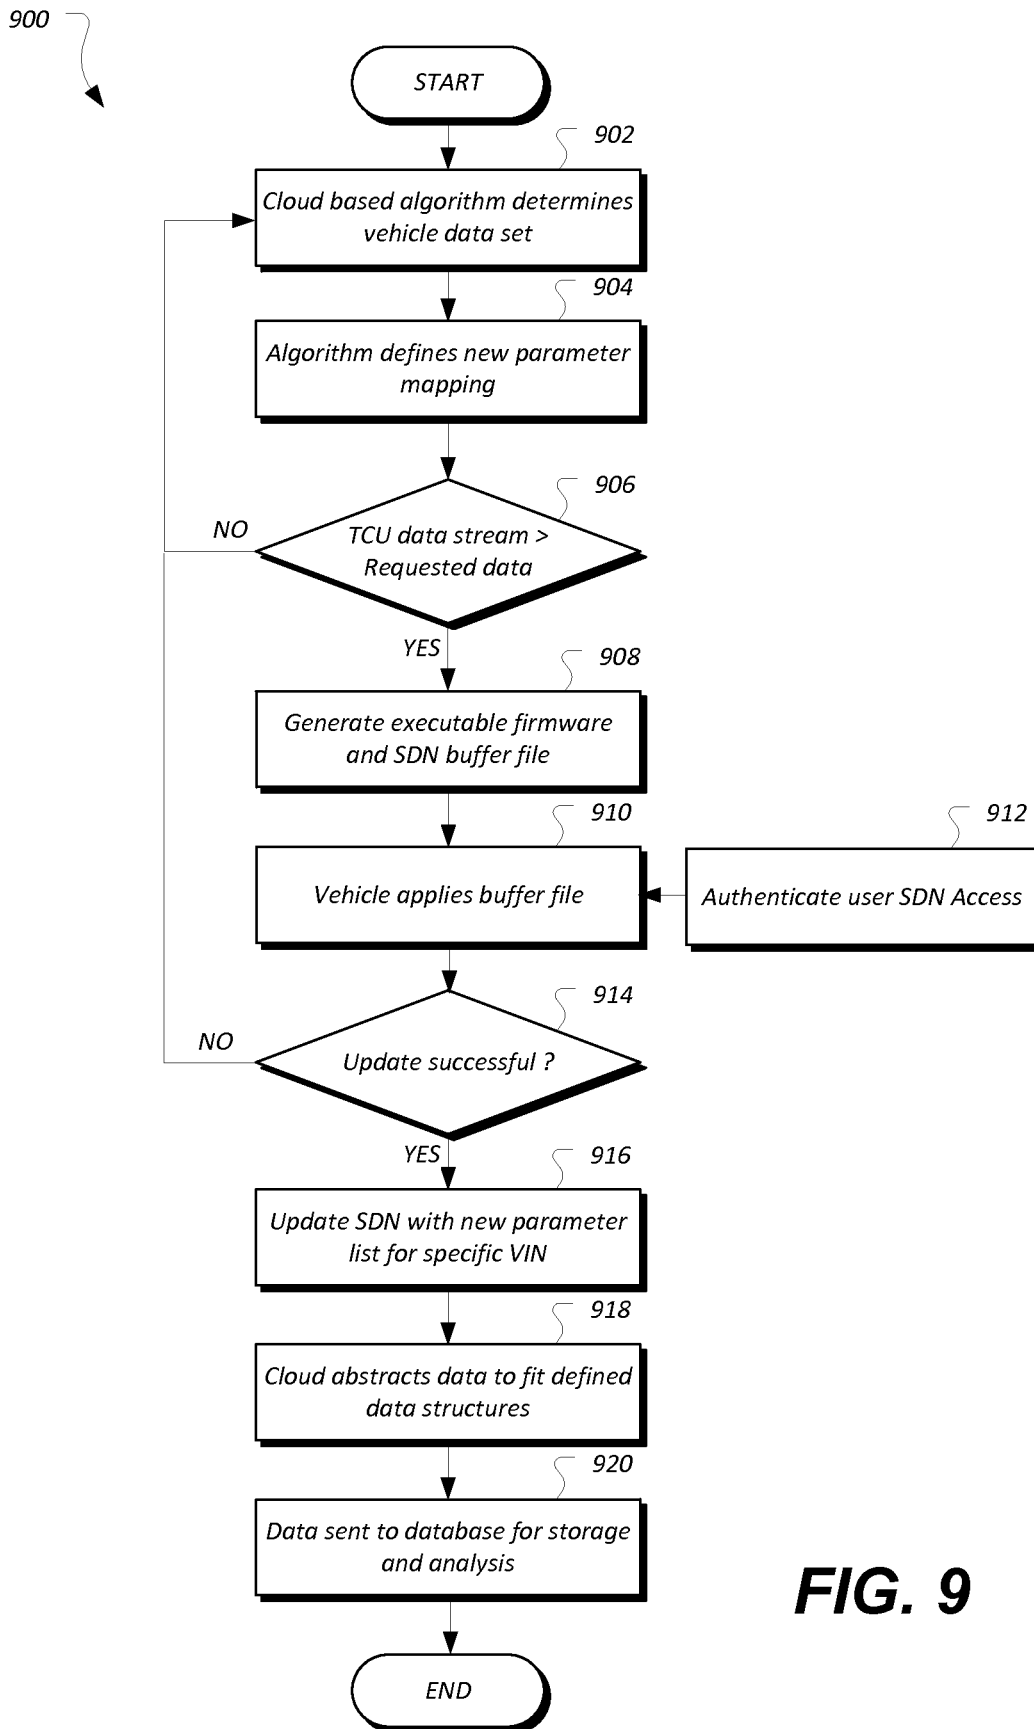 900
START
902
Cloud based algorithm determines
vehicle data set
904
Algorithm defines new parameter
mapping
906
NO
TCU data stream >
Requested data
YES
908
Generate executable firmware
and SDN buffer file
910
912
Vehicle applies buffer file
Authenticate user SDN Access
914
NO
Update successful ?
YES
916
Update SDN with new parameter
list for specific VIN
918
Cloud abstracts data to fit defined
data structures
920
Data sent to database for storage
and analysis
FIG. 9
END